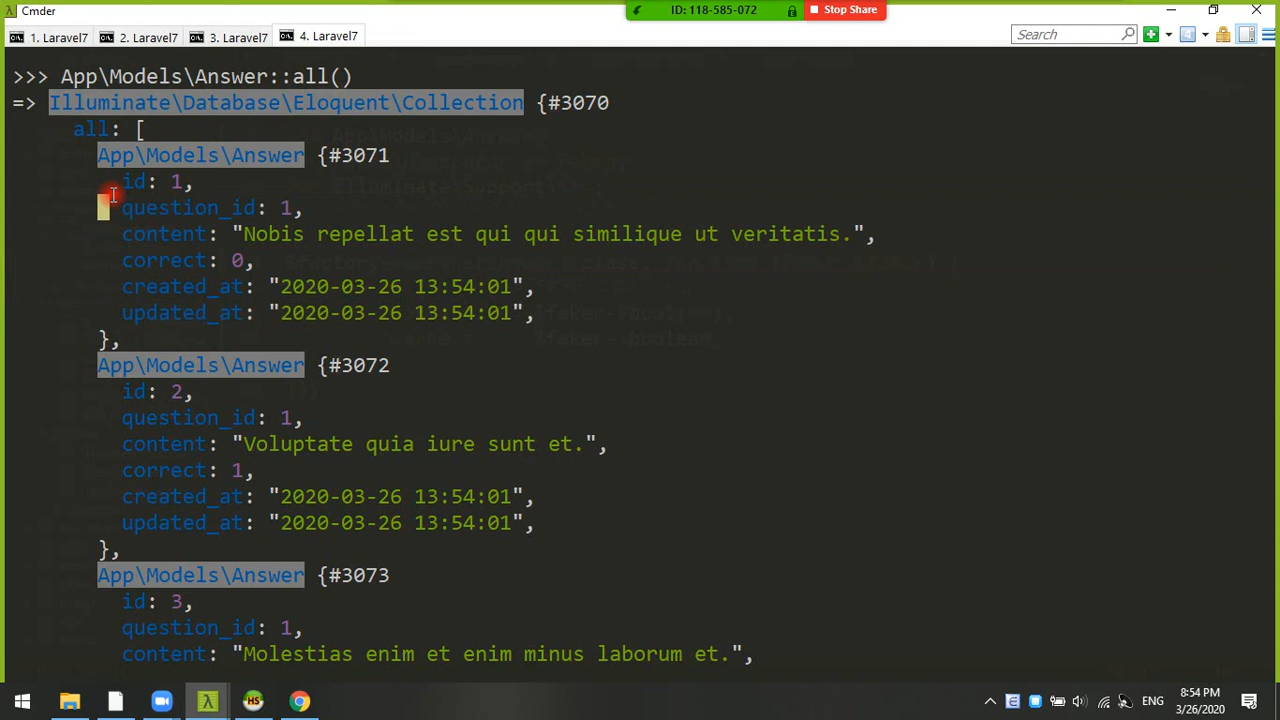 Cmder
ID: 118-585-072
Stop Share
1. Laravel7
2. Laravel7
3. Laravel7
4. Laravel7
Search
>>> App\Models\Answer::all()
=> Illuminate\Database\Eloquent\Collection {#3070
all: [
App\Models\Answer {#3071
id: 1,
question_id: 1,
content: "Nobis repellat est qui qui similique ut veritatis.",
correct: 0,
created_at: "2020-03-26 13:54:01",
updated_at: "2020-03-26 13:54:01",
},
App\Models\Answer {#3072
id: 2,
question_id: 1,
content: "Voluptate quia iure sunt et.",
correct: 1,
created_at: "2020-03-26 13:54:01",
updated_at: "2020-03-26 13:54:01",
},
App\Models\Answer {#3073
id: 3,
question_id: 1,
content: "Molestias enim et enim minus laborum et.",
HS
ENG
8:54 PM
3/26/2020